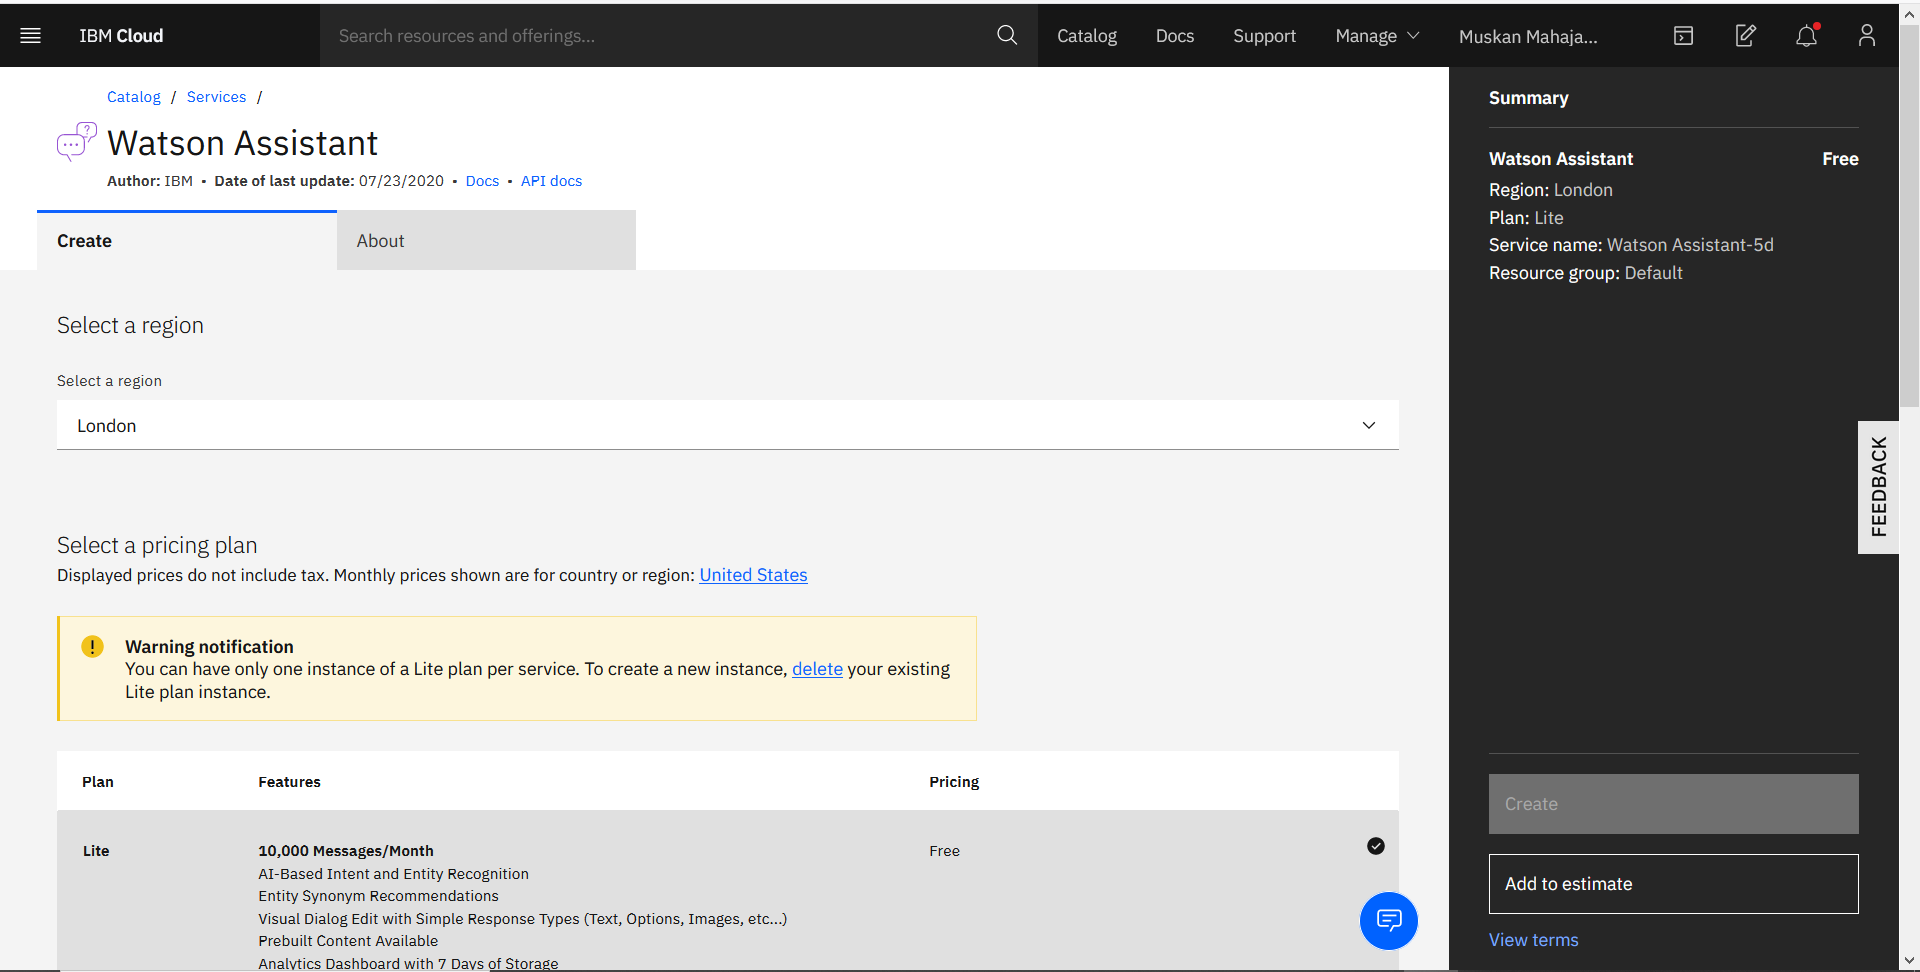 IBM Cloud
Search resources and offerings...
Catalog
Docs
Support
Manage
Muskan Mahaja...
Catalog / Services /
Watson Assistant
Author: IBM • Date of last update: 07/23/2020 • Docs • API docs
Create
About
Select a region
Select a region
London
Select a pricing plan
Displayed prices do not include tax. Monthly prices shown are for country or region: United States
Warning notification
You can have only one instance of a Lite plan per service. To create a new instance, delete your existing
Lite plan instance.
Plan Features Pricing
Lite 10,000 Messages/Month Free
AI-Based Intent and Entity Recognition
Entity Synonym Recommendations
Visual Dialog Edit with Simple Response Types (Text, Options, Images, etc...)
Prebuilt Content Available
Analytics Dashboard with 7 Days of Storage
Summary
Watson Assistant Free
Region: London
Plan: Lite
Service name: Watson Assistant-5d
Resource group: Default
FEEDBACK
Create
Add to estimate
View terms